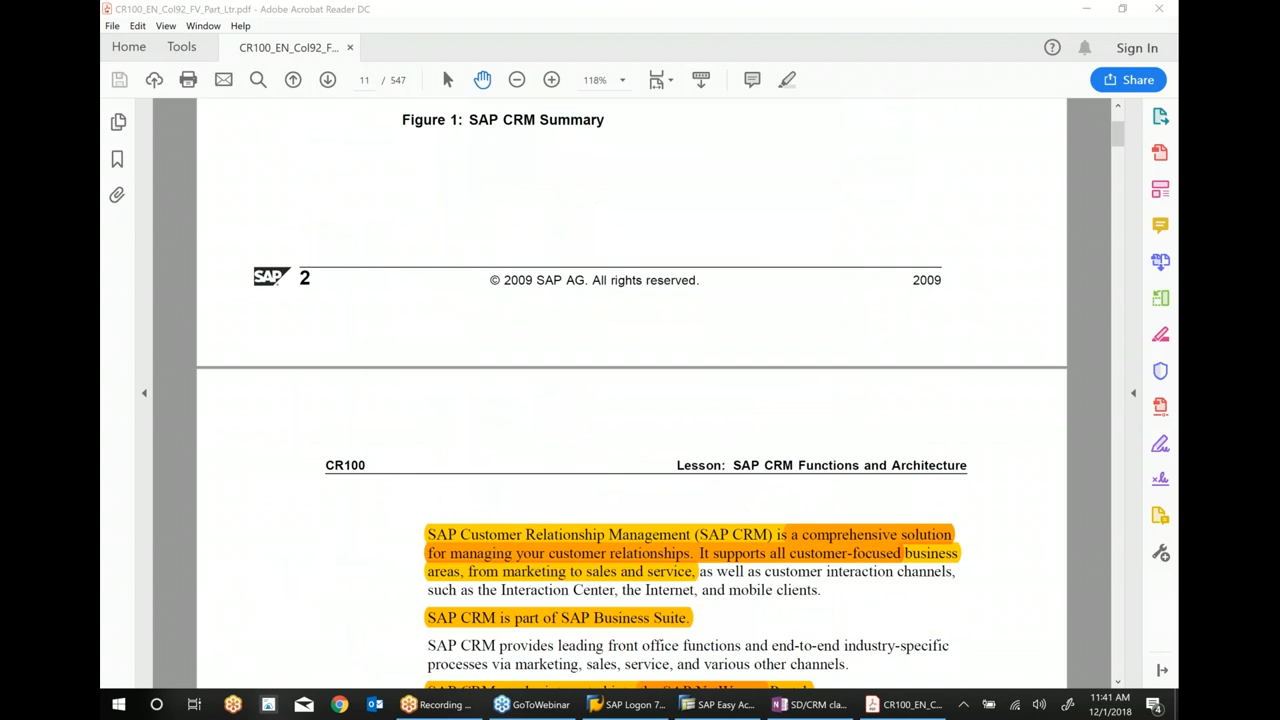 CR100_EN_Col92_FV_Part_Ltr.pdf - Adobe Acrobat Reader DC
File Edit View Window Help
Home Tools CR100_EN_Col92_F... × Sign In
11 / 547 118% Share
Figure 1: SAP CRM Summary
SAP 2 © 2009 SAP AG. All rights reserved. 2009
CR100 Lesson: SAP CRM Functions and Architecture
SAP Customer Relationship Management (SAP CRM) is a comprehensive solution
for managing your customer relationships. It supports all customer-focused business
areas, from marketing to sales and service, as well as customer interaction channels,
such as the Interaction Center, the Internet, and mobile clients.
SAP CRM is part of SAP Business Suite.
SAP CRM provides leading front office functions and end-to-end industry-specific
processes via marketing, sales, service, and various other channels.
Recording ... GoToWebinar SAP Logon 7... SAP Easy Ac... SD/CRM cla... CR100_EN_C... 11:41 AM
12/1/2018 4